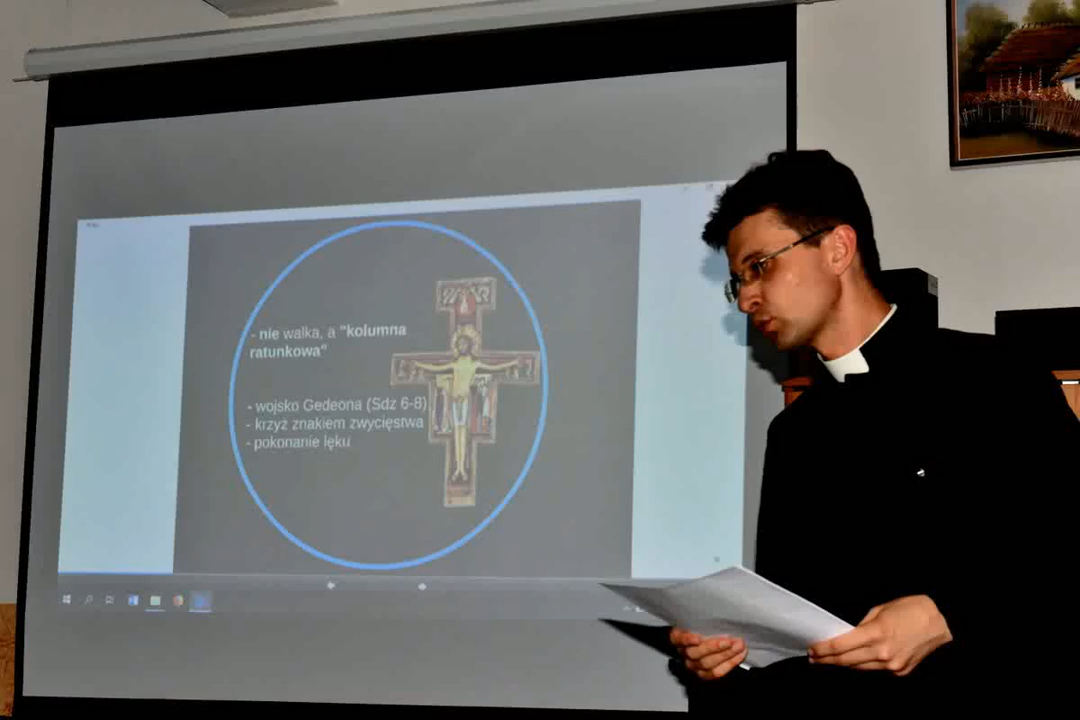 - nie walka, a "kolumna
ratunkowa"
- wojsko Gedeona (Sdz 6-8)
- krzyż znakiem zwycięstwa
- pokonanie lęku